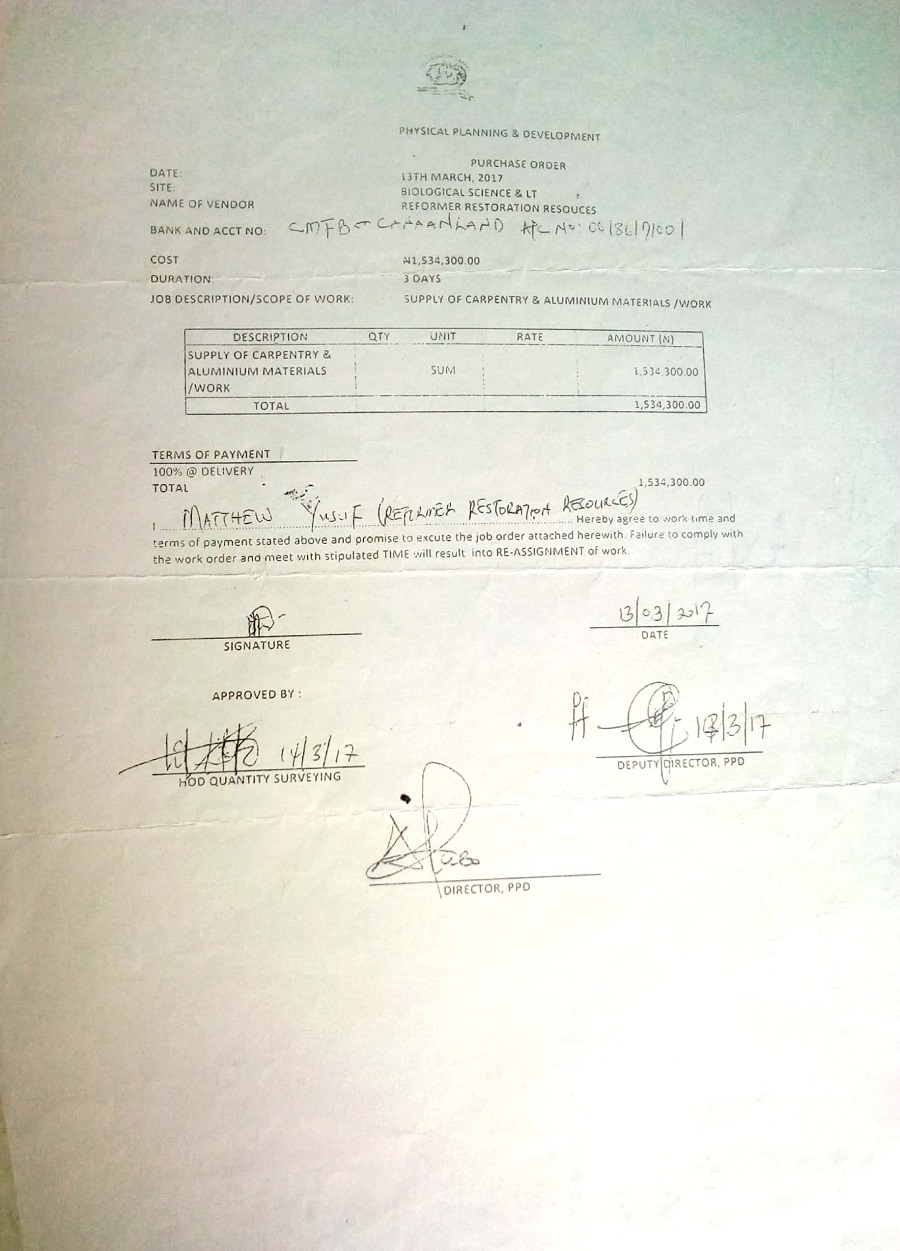 PHYSICAL PLANNING & DEVELOPMENT
PURCHASE ORDER
DATE: 13TH MARCH, 2017
SITE: BIOLOGICAL SCIENCE & LT
NAME OF VENDOR REFORMER RESTORATION RESOUCES
BANK AND ACCT NO: CMFB CANAANLAND A/C No:
COST ₦1,534,300.00
DURATION: 3 DAYS
JOB DESCRIPTION/SCOPE OF WORK: SUPPLY OF CARPENTRY & ALUMINIUM MATERIALS /WORK
DESCRIPTION QTY UNIT RATE AMOUNT (N)
SUPPLY OF CARPENTRY &
ALUMINIUM MATERIALS SUM 1,534,300.00
/WORK
TOTAL 1,534,300.00
TERMS OF PAYMENT
100% @ DELIVERY
TOTAL 1,534,300.00
I MATTHEW YUSUF (REFORMER RESTORATION RESOURCES) Hereby agree to work time and
terms of payment stated above and promise to excute the job order attached herewith. Failure to comply with
the work order and meet with stipulated TIME will result into RE-ASSIGNMENT of work.
13/03/2017
SIGNATURE DATE
APPROVED BY :
14/3/17
HOD QUANTITY SURVEYING
/3/17
DEPUTY DIRECTOR, PPD
DIRECTOR, PPD